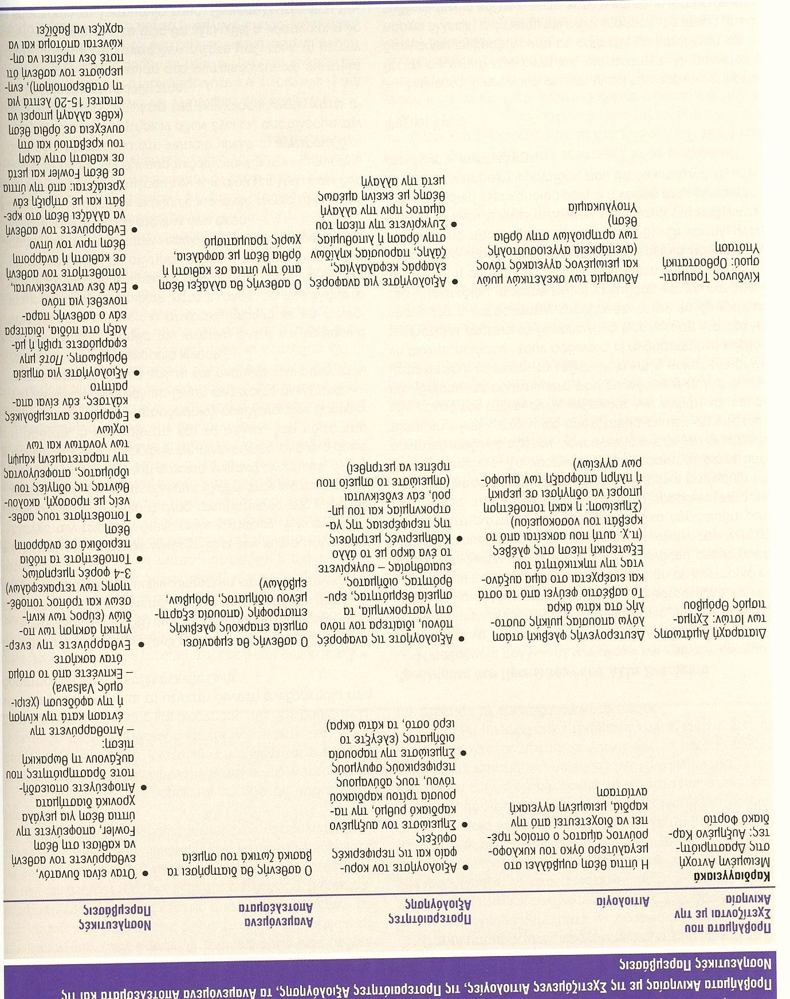 Προβλήματα Ακινησίας με τις Σχετιζόμενες Αιτιολογίες, τις Προτεραιότητες Αξιολόγησης, τα Αναμενόμενα Αποτελέσματα και τις
Νοσηλευτικές Παρεμβάσεις
Προβλήματα που
Σχετίζονται με την
Ακινησία
Αιτιολογία
Προτεραιότητες
Αξιολόγησης
Αναμενόμενα
Αποτελέσματα
Νοσηλευτικές
Παρεμβάσεις
Καρδιαγγειακά
Μειωμένη Αντοχή
στις Δραστηριότη-
τες: Αυξημένο Καρ-
διακό Φορτίο
Η ύπτια θέση συμβάλλει στο
μεγαλύτερο όγκο του κυκλοφο-
ρούντος αίματος ο οποίος πρέ-
πει να διοχετευτεί από την
καρδιά, μειωμένη αγγειακή
αντίσταση
• Αξιολογήστε τον κορυ-
φαίο και τις περιφερικές
σφύξεις
• Σημειώστε τον αυξημένο
καρδιακό ρυθμό, την πα-
ρουσία τρίτου καρδιακού
τόνου, τους αδύναμους
περιφερικούς σφυγμούς
• Σημειώστε την παρουσία
οιδήματος (ελέγξτε το
ιερό οστό, τα κάτω άκρα)
Ο ασθενής θα διατηρήσει τα
βασικά ζωτικά του σημεία
• Όταν είναι δυνατόν,
ενθαρρύνετε τον ασθενή
να καθίσει στη θέση
Fowler, αποφεύγετε την
ύπτια θέση για μεγάλα
χρονικά διαστήματα
• Αποφεύγετε οποιεσδή-
ποτε δραστηριότητες που
αυξάνουν τη θωρακική
πίεση:
– Αποθαρρύνετε την
ένταση κατά την κίνηση
ή την αφόδευση (χειρι-
σμός Valsava)
– Εκπνέετε από το στόμα
όταν ασκήστε
Διαταραχή Αιμάτωσης
των Ιστών: Σχημα-
τισμός Θρόμβου
Δευτερογενής φλεβική στάση
λόγω απουσίας μυϊκής συστο-
λής στα κάτω άκρα
Το ασβέστιο φεύγει από τα οστά
και εισέρχεται στο αίμα αυξάνο-
ντας την πηκτικότητά του
Εξωτερική πίεση στις φλέβες
(π.χ. αυτή που ασκείται από το
κρεβάτι του νοσοκομείου)
(Σημείωση: η κακή τοποθέτηση
μπορεί να οδηγήσει σε μερική
ή πλήρη απόφραξη των αιμοφό-
ρων αγγείων)
• Αξιολογήστε τις αναφορές
πόνου, ιδιαίτερα τον πόνο
στη γαστροκνημία, τα
σημεία θερμότητας, ερυ-
θρότητας, οιδήματος,
ευαισθησίας – συγκρίνετε
το ένα άκρο με το άλλο
• Καθημερινές μετρήσεις
της περιφέρειας της γα-
στροκνημίας και του μη-
ρού, εάν ενδείκνυται
(σημειώστε το σημείο που
πρέπει να μετρηθεί)
Ο ασθενής θα εμφανίσει
σημεία επαρκούς φλεβικής
επιστροφής (απουσία εξαρτη-
μένου οιδήματος, θρόμβων,
εμβόλων)
• Ενθαρρύνετε την ενερ-
γητική άσκηση των πο-
διών (εύρος των κινή-
σεων και τρόπος τοποθέ-
τησης των τετρακεφάλων)
3-4 φορές ημερησίως
• Τοποθετήστε τα πόδια
περιοδικά σε ανάρροπη
θέση
• Τοποθετήστε τους ασθε-
νείς με προσοχή, ακολου-
θώντας τις οδηγίες του
ιδρύματος, αποφεύγοντας
την παρατεταμένη κάμψη
των γονάτων και των
ισχίων
• Εφαρμόστε αντιεμβολικές
κάλτσες, εάν είναι απα-
ραίτητο
• Αξιολογήστε για σημεία
θρόμβωσης. Ποτέ μην
εφαρμόσετε τριβή ή μά-
λαξη στα πόδια, ιδιαίτερα
εάν ο ασθενής παρα-
πονεθεί για πόνο
Κίνδυνος Τραυματι-
σμού: Ορθοστατική
Υπόταση
Αδυναμία των σκελετικών μυών
και μειωμένος αγγειακός τόνος
(ανεπάρκεια αγγειοσυστολής
των αρτηριολίων στην όρθια
θέση)
Υπογλυκαιμία
• Αξιολογήστε για αναφορές
ελαφράς κεφαλαλγίας,
ζάλης, παρουσίας κηλίδων
στην όραση ή λιποθυμίας
• Συγκρίνετε την πίεση του
αίματος πριν την αλλαγή
θέσης με εκείνη αμέσως
μετά την αλλαγή
Ο ασθενής θα αλλάξει θέση
από την ύπτια σε καθιστή ή
όρθια θέση με ασφάλεια,
χωρίς τραυματισμό
• Εάν δεν αντενδείκνυται,
τοποθετήστε τον ασθενή
σε καθιστή ή ανάρροπη
θέση πριν τον ύπνο
• Ενθαρρύνετε τον ασθενή
να αλλάζει θέση στο κρε-
βάτι και με στήριξη εάν
χρειάζεται: από την ύπτια
σε θέση Fowler και μετά
σε καθιστή στην άκρη
του κρεβατιού και στη
συνέχεια σε όρθια θέση
(κάθε αλλαγή μπορεί να
απαιτεί 15-20 λεπτά για
τη σταθεροποίηση), ενη-
μερώστε τον ασθενή ότι
ποτέ δεν πρέπει να ση-
κώνεται απότομα και να
αρχίζει να βαδίζει